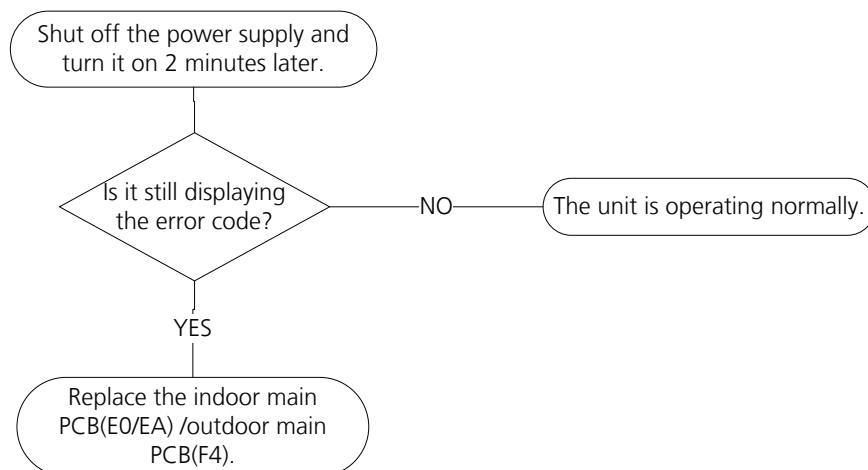 Shut off the power supply and
turn it on 2 minutes later.
Is it still displaying
the error code?
NO
The unit is operating normally.
YES
Replace the indoor main
PCB(E0/EA) /outdoor main
PCB(F4).